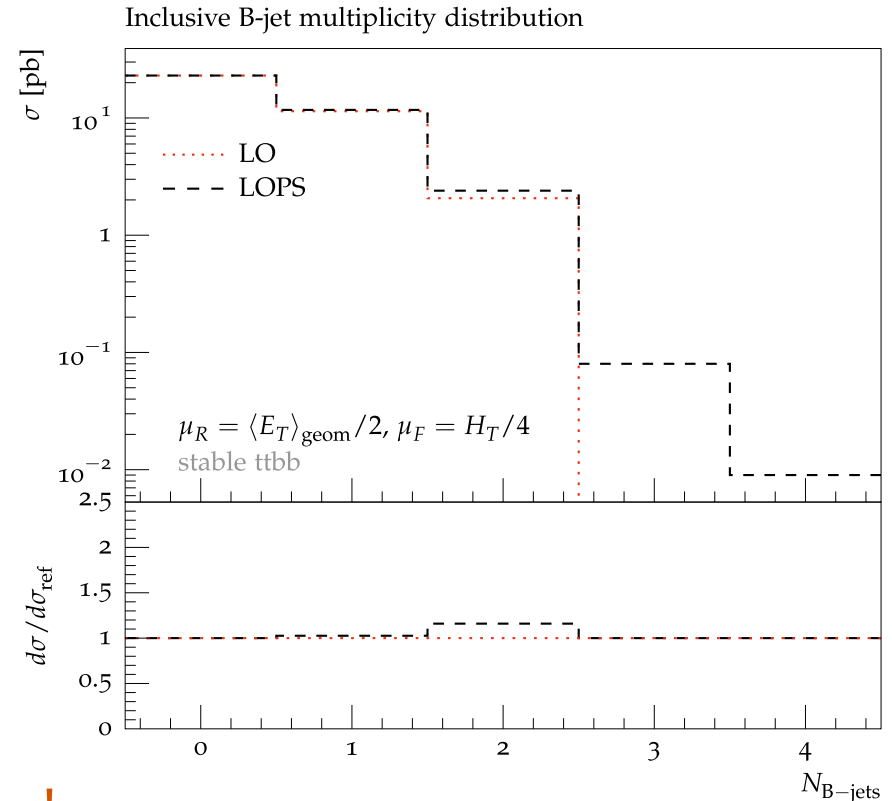 Inclusive B-jet multiplicity distribution
σ [pb]
10^1
1
10^−1
10^−2
LO
LOPS
μ_R = ⟨E_T⟩_geom/2, μ_F = H_T/4
stable ttbb
dσ/dσ_ref
2.5
2
1.5
1
0.5
0
0 1 2 3 4
N_B−jets